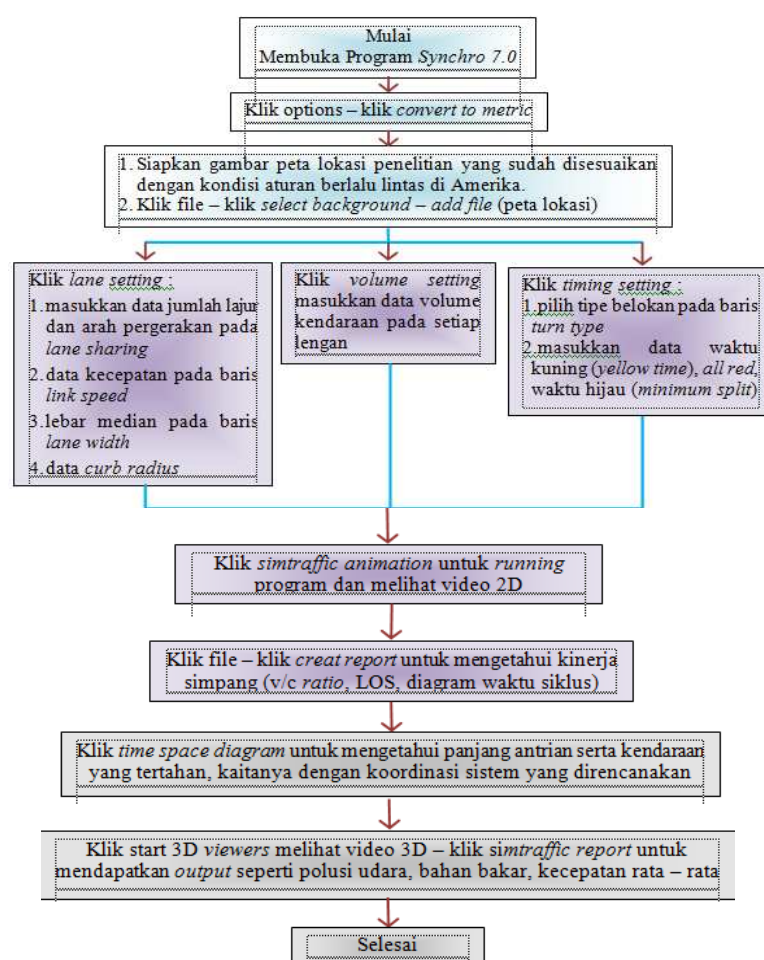 Mulai
Membuka Program Synchro 7.0
Klik options – klik convert to metric
1. Siapkan gambar peta lokasi penelitian yang sudah disesuaikan
dengan kondisi aturan berlalu lintas di Amerika.
2. Klik file – klik select background – add file (peta lokasi)
Klik lane setting :
1. masukkan data jumlah lajur
dan arah pergerakan pada
lane sharing
2. data kecepatan pada baris
link speed
3. lebar median pada baris
lane width
4. data curb radius
Klik volume setting
masukkan data volume
kendaraan pada setiap
lengan
Klik timing setting :
1. pilih tipe belokan pada baris
turn type
2. masukkan data waktu
kuning (yellow time), all red,
waktu hijau (minimum split)
Klik simtraffic animation untuk running
program dan melihat video 2D
Klik file – klik creat report untuk mengetahui kinerja
simpang (v/c ratio, LOS, diagram waktu siklus)
Klik time space diagram untuk mengetahui panjang antrian serta kendaraan
yang tertahan, kaitanya dengan koordinasi sistem yang direncanakan
Klik start 3D viewers melihat video 3D – klik simtraffic report untuk
mendapatkan output seperti polusi udara, bahan bakar, kecepatan rata – rata
Selesai